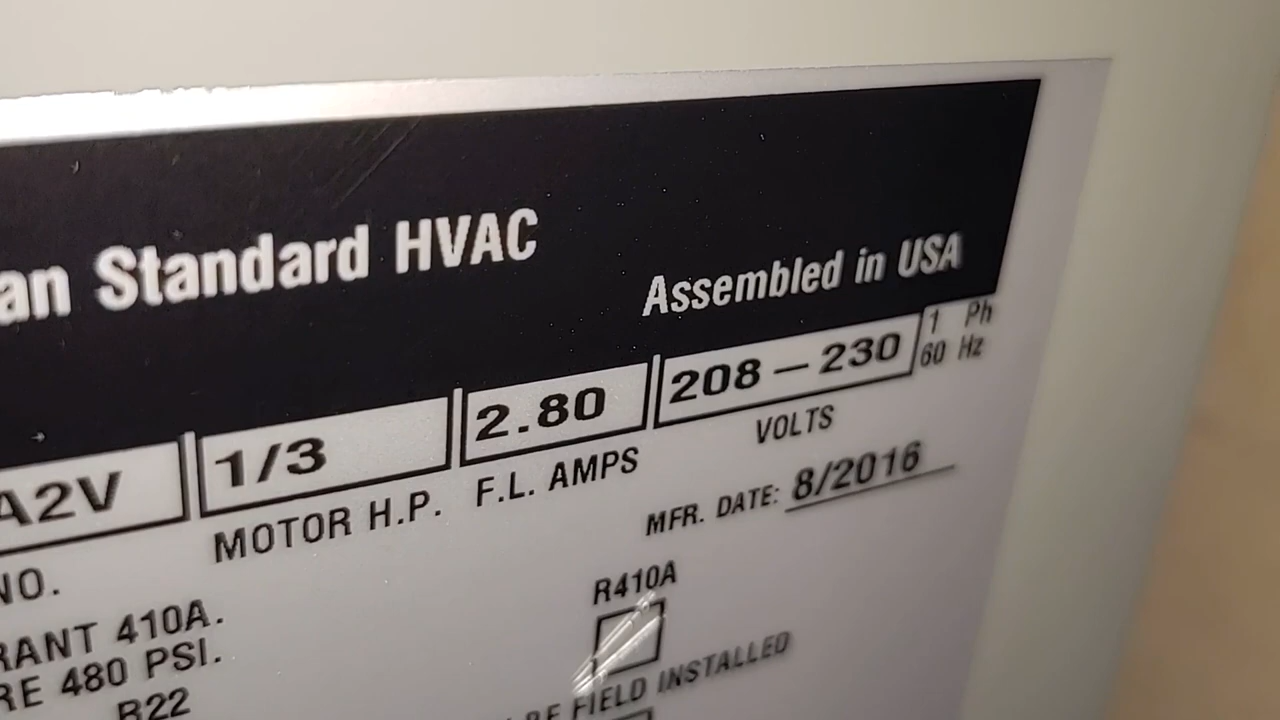 an Standard HVAC
Assembled in USA
A2V 1/3 2.80 208 – 230 1 Ph
60 Hz
NO. MOTOR H.P. F.L. AMPS VOLTS
MFR. DATE: 8/2016
RANT 410A. R410A
RE 480 PSI.
R22 BE FIELD INSTALLED